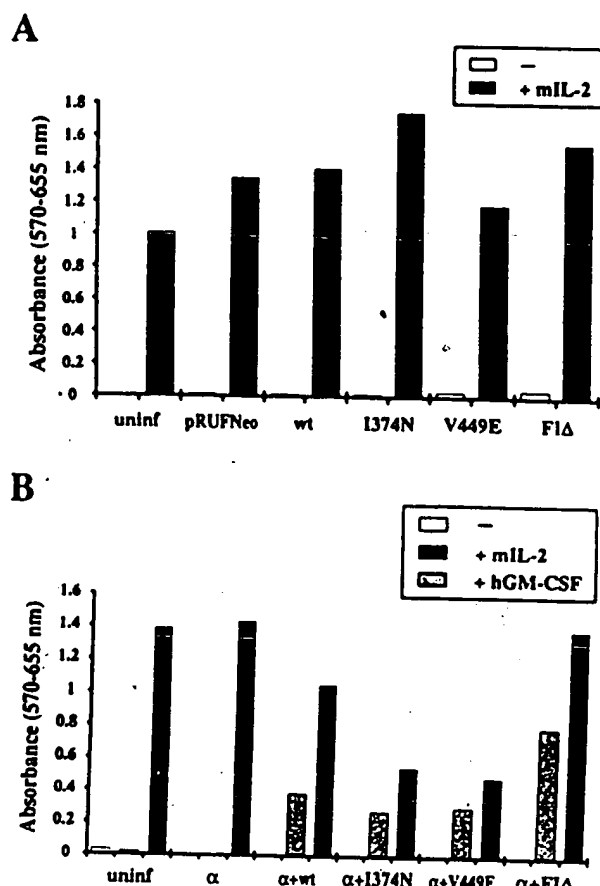 A
–
+ mIL-2
Absorbance (570-655 nm)
1.8
1.6
1.4
1.2
1
0.8
0.6
0.4
0.2
0
uninf pRUFNeo wt I374N V449E F1Δ
B
–
+ mIL-2
+ hGM-CSF
Absorbance (570-655 nm)
1.6
1.4
1.2
1
0.8
0.6
0.4
0.2
0
uninf α α+wt α+I374N α+V449E α+F1Δ